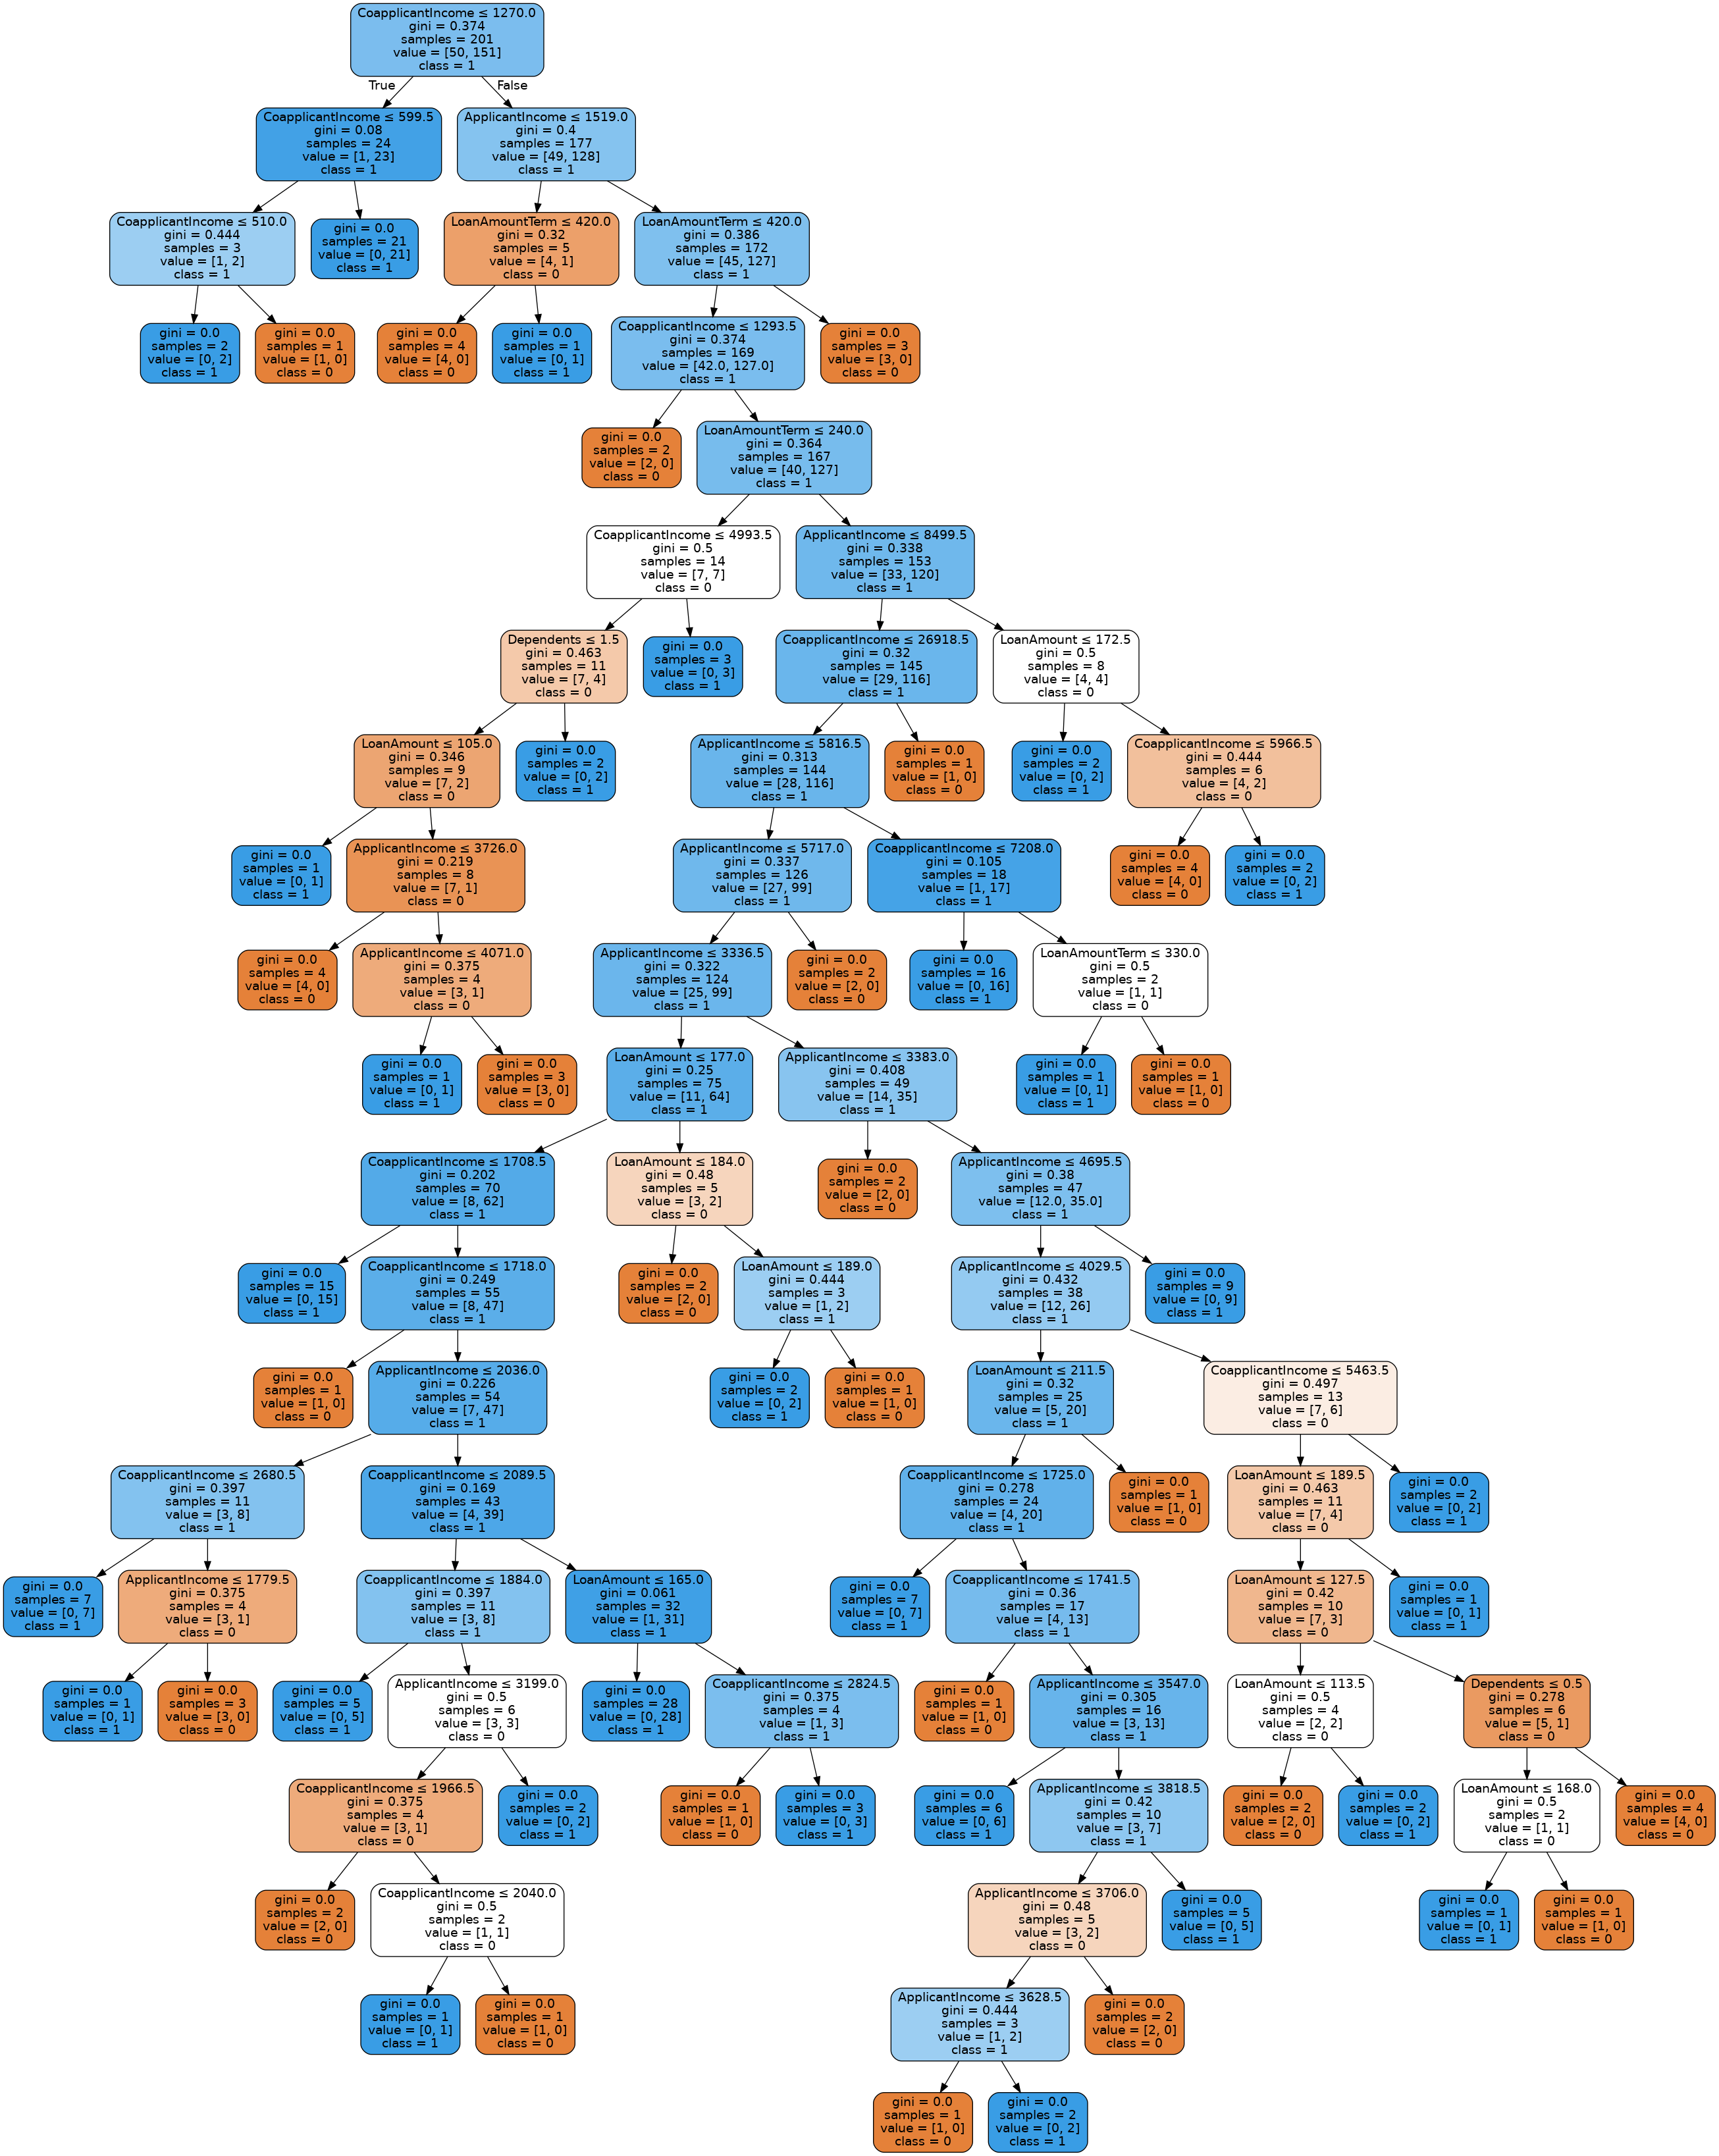 CoapplicantIncome ≤ 1270.0
gini = 0.374
samples = 201
value = [50, 151]
class = 1
True
False
CoapplicantIncome ≤ 599.5
gini = 0.08
samples = 24
value = [1, 23]
class = 1
ApplicantIncome ≤ 1519.0
gini = 0.4
samples = 177
value = [49, 128]
class = 1
CoapplicantIncome ≤ 510.0
gini = 0.444
samples = 3
value = [1, 2]
class = 1
gini = 0.0
samples = 21
value = [0, 21]
class = 1
LoanAmountTerm ≤ 420.0
gini = 0.32
samples = 5
value = [4, 1]
class = 0
LoanAmountTerm ≤ 420.0
gini = 0.386
samples = 172
value = [45, 127]
class = 1
gini = 0.0
samples = 2
value = [0, 2]
class = 1
gini = 0.0
samples = 1
value = [1, 0]
class = 0
gini = 0.0
samples = 4
value = [4, 0]
class = 0
gini = 0.0
samples = 1
value = [0, 1]
class = 1
CoapplicantIncome ≤ 1293.5
gini = 0.374
samples = 169
value = [42.0, 127.0]
class = 1
gini = 0.0
samples = 3
value = [3, 0]
class = 0
gini = 0.0
samples = 2
value = [2, 0]
class = 0
LoanAmountTerm ≤ 240.0
gini = 0.364
samples = 167
value = [40, 127]
class = 1
CoapplicantIncome ≤ 4993.5
gini = 0.5
samples = 14
value = [7, 7]
class = 0
ApplicantIncome ≤ 8499.5
gini = 0.338
samples = 153
value = [33, 120]
class = 1
Dependents ≤ 1.5
gini = 0.463
samples = 11
value = [7, 4]
class = 0
gini = 0.0
samples = 3
value = [0, 3]
class = 1
CoapplicantIncome ≤ 26918.5
gini = 0.32
samples = 145
value = [29, 116]
class = 1
LoanAmount ≤ 172.5
gini = 0.5
samples = 8
value = [4, 4]
class = 0
LoanAmount ≤ 105.0
gini = 0.346
samples = 9
value = [7, 2]
class = 0
gini = 0.0
samples = 2
value = [0, 2]
class = 1
ApplicantIncome ≤ 5816.5
gini = 0.313
samples = 144
value = [28, 116]
class = 1
gini = 0.0
samples = 1
value = [1, 0]
class = 0
gini = 0.0
samples = 2
value = [0, 2]
class = 1
CoapplicantIncome ≤ 5966.5
gini = 0.444
samples = 6
value = [4, 2]
class = 0
gini = 0.0
samples = 1
value = [0, 1]
class = 1
ApplicantIncome ≤ 3726.0
gini = 0.219
samples = 8
value = [7, 1]
class = 0
ApplicantIncome ≤ 5717.0
gini = 0.337
samples = 126
value = [27, 99]
class = 1
CoapplicantIncome ≤ 7208.0
gini = 0.105
samples = 18
value = [1, 17]
class = 1
gini = 0.0
samples = 4
value = [4, 0]
class = 0
gini = 0.0
samples = 2
value = [0, 2]
class = 1
gini = 0.0
samples = 4
value = [4, 0]
class = 0
ApplicantIncome ≤ 4071.0
gini = 0.375
samples = 4
value = [3, 1]
class = 0
ApplicantIncome ≤ 3336.5
gini = 0.322
samples = 124
value = [25, 99]
class = 1
gini = 0.0
samples = 2
value = [2, 0]
class = 0
gini = 0.0
samples = 16
value = [0, 16]
class = 1
LoanAmountTerm ≤ 330.0
gini = 0.5
samples = 2
value = [1, 1]
class = 0
gini = 0.0
samples = 1
value = [0, 1]
class = 1
gini = 0.0
samples = 3
value = [3, 0]
class = 0
LoanAmount ≤ 177.0
gini = 0.25
samples = 75
value = [11, 64]
class = 1
ApplicantIncome ≤ 3383.0
gini = 0.408
samples = 49
value = [14, 35]
class = 1
gini = 0.0
samples = 1
value = [0, 1]
class = 1
gini = 0.0
samples = 1
value = [1, 0]
class = 0
CoapplicantIncome ≤ 1708.5
gini = 0.202
samples = 70
value = [8, 62]
class = 1
LoanAmount ≤ 184.0
gini = 0.48
samples = 5
value = [3, 2]
class = 0
gini = 0.0
samples = 2
value = [2, 0]
class = 0
ApplicantIncome ≤ 4695.5
gini = 0.38
samples = 47
value = [12.0, 35.0]
class = 1
gini = 0.0
samples = 15
value = [0, 15]
class = 1
CoapplicantIncome ≤ 1718.0
gini = 0.249
samples = 55
value = [8, 47]
class = 1
gini = 0.0
samples = 2
value = [2, 0]
class = 0
LoanAmount ≤ 189.0
gini = 0.444
samples = 3
value = [1, 2]
class = 1
ApplicantIncome ≤ 4029.5
gini = 0.432
samples = 38
value = [12, 26]
class = 1
gini = 0.0
samples = 9
value = [0, 9]
class = 1
gini = 0.0
samples = 1
value = [1, 0]
class = 0
ApplicantIncome ≤ 2036.0
gini = 0.226
samples = 54
value = [7, 47]
class = 1
gini = 0.0
samples = 2
value = [0, 2]
class = 1
gini = 0.0
samples = 1
value = [1, 0]
class = 0
LoanAmount ≤ 211.5
gini = 0.32
samples = 25
value = [5, 20]
class = 1
CoapplicantIncome ≤ 5463.5
gini = 0.497
samples = 13
value = [7, 6]
class = 0
CoapplicantIncome ≤ 2680.5
gini = 0.397
samples = 11
value = [3, 8]
class = 1
CoapplicantIncome ≤ 2089.5
gini = 0.169
samples = 43
value = [4, 39]
class = 1
CoapplicantIncome ≤ 1725.0
gini = 0.278
samples = 24
value = [4, 20]
class = 1
gini = 0.0
samples = 1
value = [1, 0]
class = 0
LoanAmount ≤ 189.5
gini = 0.463
samples = 11
value = [7, 4]
class = 0
gini = 0.0
samples = 2
value = [0, 2]
class = 1
gini = 0.0
samples = 7
value = [0, 7]
class = 1
ApplicantIncome ≤ 1779.5
gini = 0.375
samples = 4
value = [3, 1]
class = 0
CoapplicantIncome ≤ 1884.0
gini = 0.397
samples = 11
value = [3, 8]
class = 1
LoanAmount ≤ 165.0
gini = 0.061
samples = 32
value = [1, 31]
class = 1
gini = 0.0
samples = 7
value = [0, 7]
class = 1
CoapplicantIncome ≤ 1741.5
gini = 0.36
samples = 17
value = [4, 13]
class = 1
LoanAmount ≤ 127.5
gini = 0.42
samples = 10
value = [7, 3]
class = 0
gini = 0.0
samples = 1
value = [0, 1]
class = 1
gini = 0.0
samples = 1
value = [0, 1]
class = 1
gini = 0.0
samples = 3
value = [3, 0]
class = 0
gini = 0.0
samples = 5
value = [0, 5]
class = 1
ApplicantIncome ≤ 3199.0
gini = 0.5
samples = 6
value = [3, 3]
class = 0
gini = 0.0
samples = 28
value = [0, 28]
class = 1
CoapplicantIncome ≤ 2824.5
gini = 0.375
samples = 4
value = [1, 3]
class = 1
gini = 0.0
samples = 1
value = [1, 0]
class = 0
ApplicantIncome ≤ 3547.0
gini = 0.305
samples = 16
value = [3, 13]
class = 1
LoanAmount ≤ 113.5
gini = 0.5
samples = 4
value = [2, 2]
class = 0
Dependents ≤ 0.5
gini = 0.278
samples = 6
value = [5, 1]
class = 0
CoapplicantIncome ≤ 1966.5
gini = 0.375
samples = 4
value = [3, 1]
class = 0
gini = 0.0
samples = 2
value = [0, 2]
class = 1
gini = 0.0
samples = 1
value = [1, 0]
class = 0
gini = 0.0
samples = 3
value = [0, 3]
class = 1
gini = 0.0
samples = 6
value = [0, 6]
class = 1
ApplicantIncome ≤ 3818.5
gini = 0.42
samples = 10
value = [3, 7]
class = 1
gini = 0.0
samples = 2
value = [2, 0]
class = 0
gini = 0.0
samples = 2
value = [0, 2]
class = 1
LoanAmount ≤ 168.0
gini = 0.5
samples = 2
value = [1, 1]
class = 0
gini = 0.0
samples = 4
value = [4, 0]
class = 0
gini = 0.0
samples = 2
value = [2, 0]
class = 0
CoapplicantIncome ≤ 2040.0
gini = 0.5
samples = 2
value = [1, 1]
class = 0
ApplicantIncome ≤ 3706.0
gini = 0.48
samples = 5
value = [3, 2]
class = 0
gini = 0.0
samples = 5
value = [0, 5]
class = 1
gini = 0.0
samples = 1
value = [0, 1]
class = 1
gini = 0.0
samples = 1
value = [1, 0]
class = 0
gini = 0.0
samples = 1
value = [0, 1]
class = 1
gini = 0.0
samples = 1
value = [1, 0]
class = 0
ApplicantIncome ≤ 3628.5
gini = 0.444
samples = 3
value = [1, 2]
class = 1
gini = 0.0
samples = 2
value = [2, 0]
class = 0
gini = 0.0
samples = 1
value = [1, 0]
class = 0
gini = 0.0
samples = 2
value = [0, 2]
class = 1